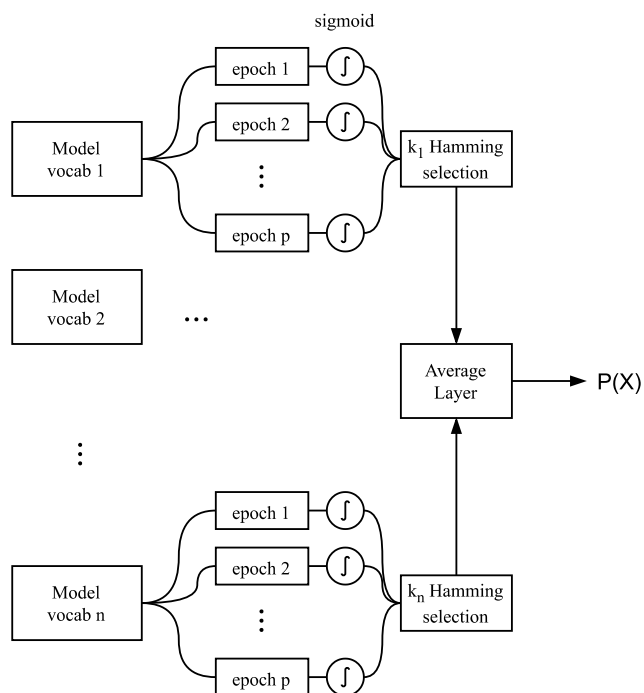 sigmoid
epoch 1 ∫
Model
vocab 1
epoch 2 ∫
k1 Hamming
selection
⋮
epoch p ∫
Model
vocab 2
...
Average
Layer
P(X)
⋮
epoch 1 ∫
Model
vocab n
epoch 2 ∫
kn Hamming
selection
⋮
epoch p ∫